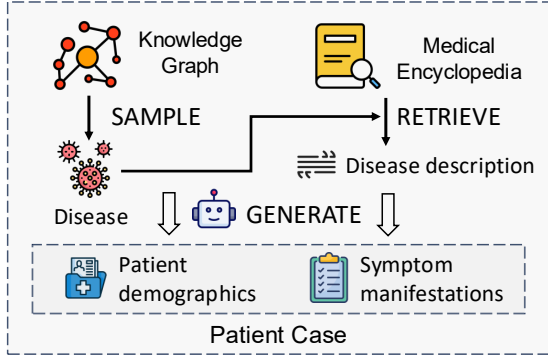 Knowledge
Graph
Medical
Encyclopedia
SAMPLE
RETRIEVE
Disease
Disease description
GENERATE
Patient
demographics
Symptom
manifestations
Patient Case